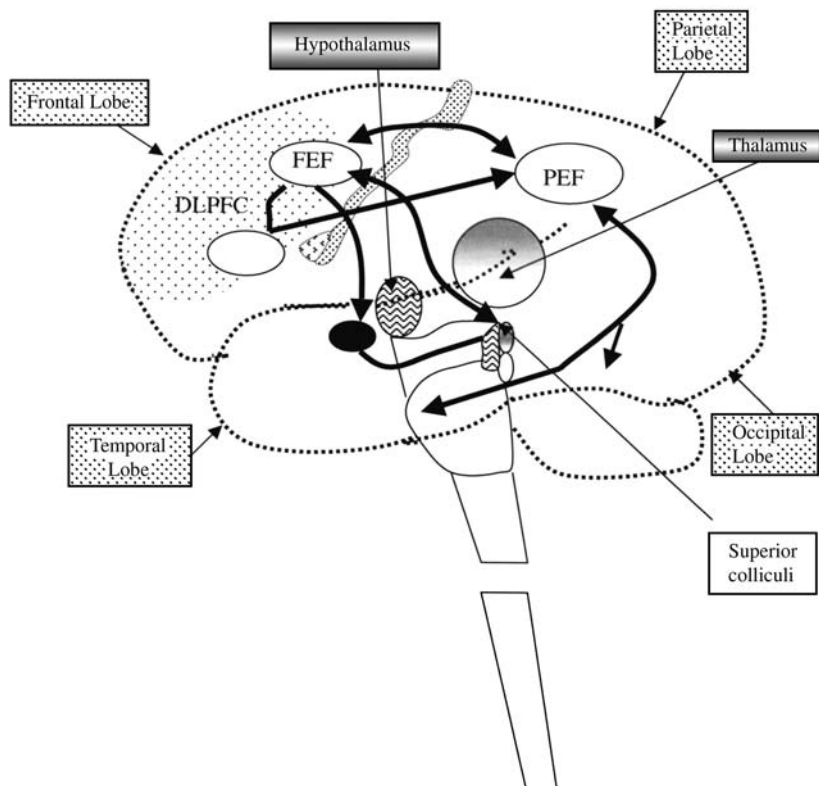 Hypothalamus
Parietal
Lobe
Frontal Lobe
Thalamus
FEF
PEF
DLPFC
Temporal
Lobe
Occipital
Lobe
Superior
colliculi